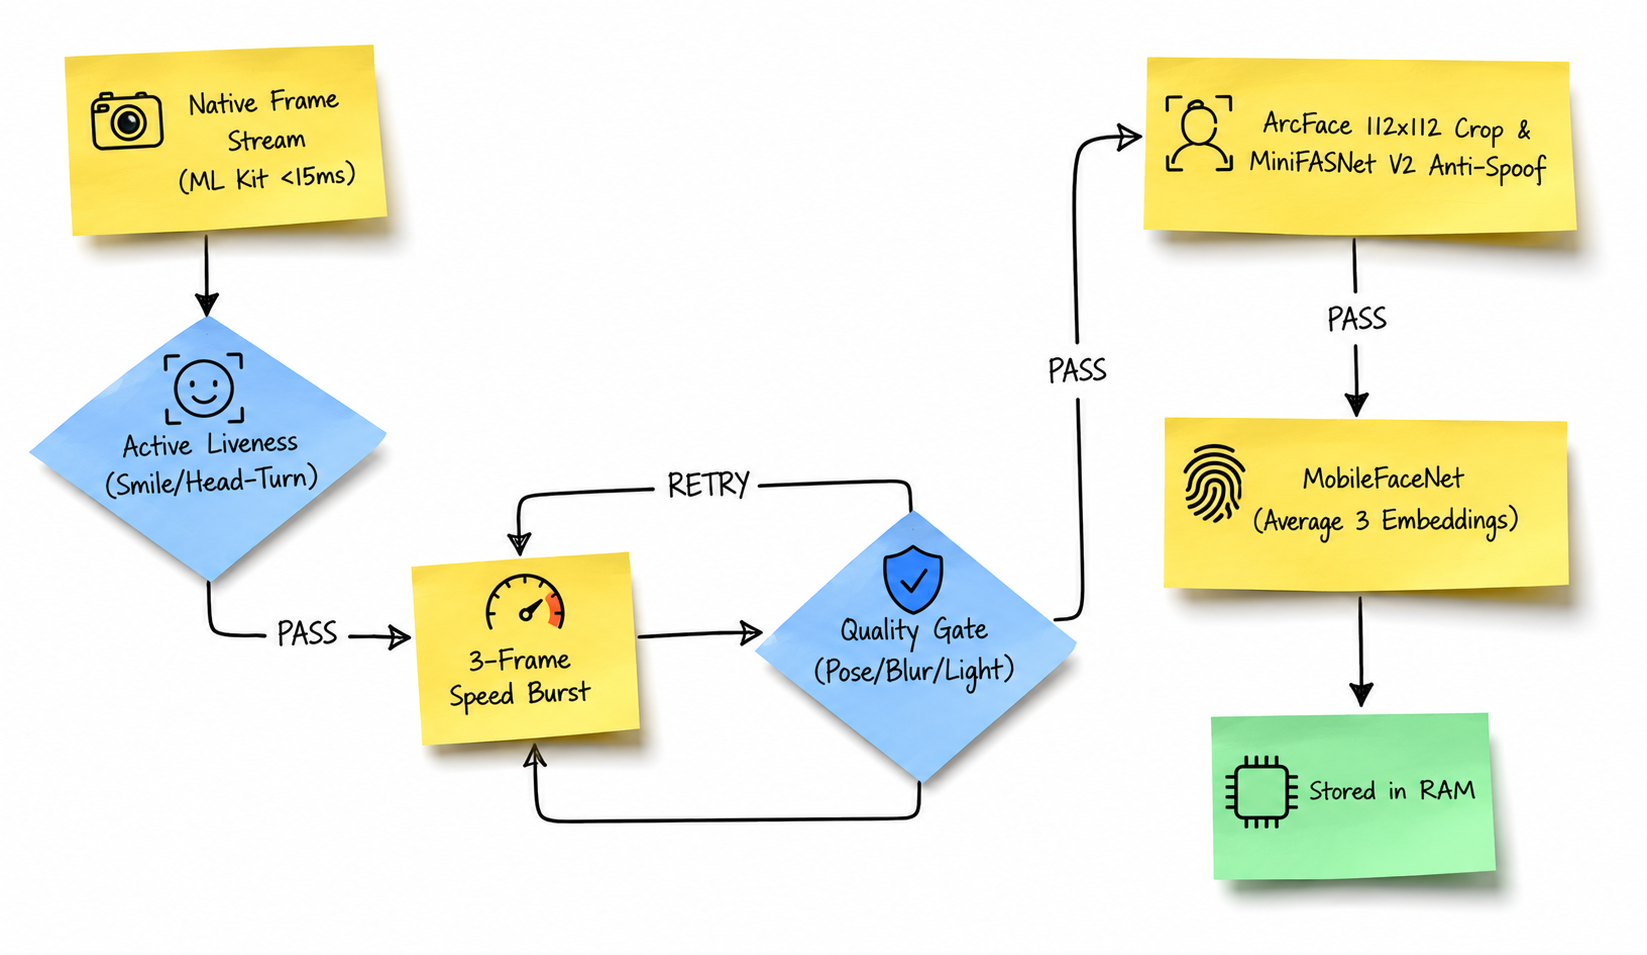 Native Frame
Stream
(ML Kit <15ms)
Active Liveness
(Smile/Head-Turn)
PASS
3-Frame
Speed Burst
RETRY
Quality Gate
(Pose/Blur/Light)
PASS
ArcFace 112x112 Crop &
MiniFASNet V2 Anti-Spoof
PASS
MobileFaceNet
(Average 3 Embeddings)
Stored in RAM